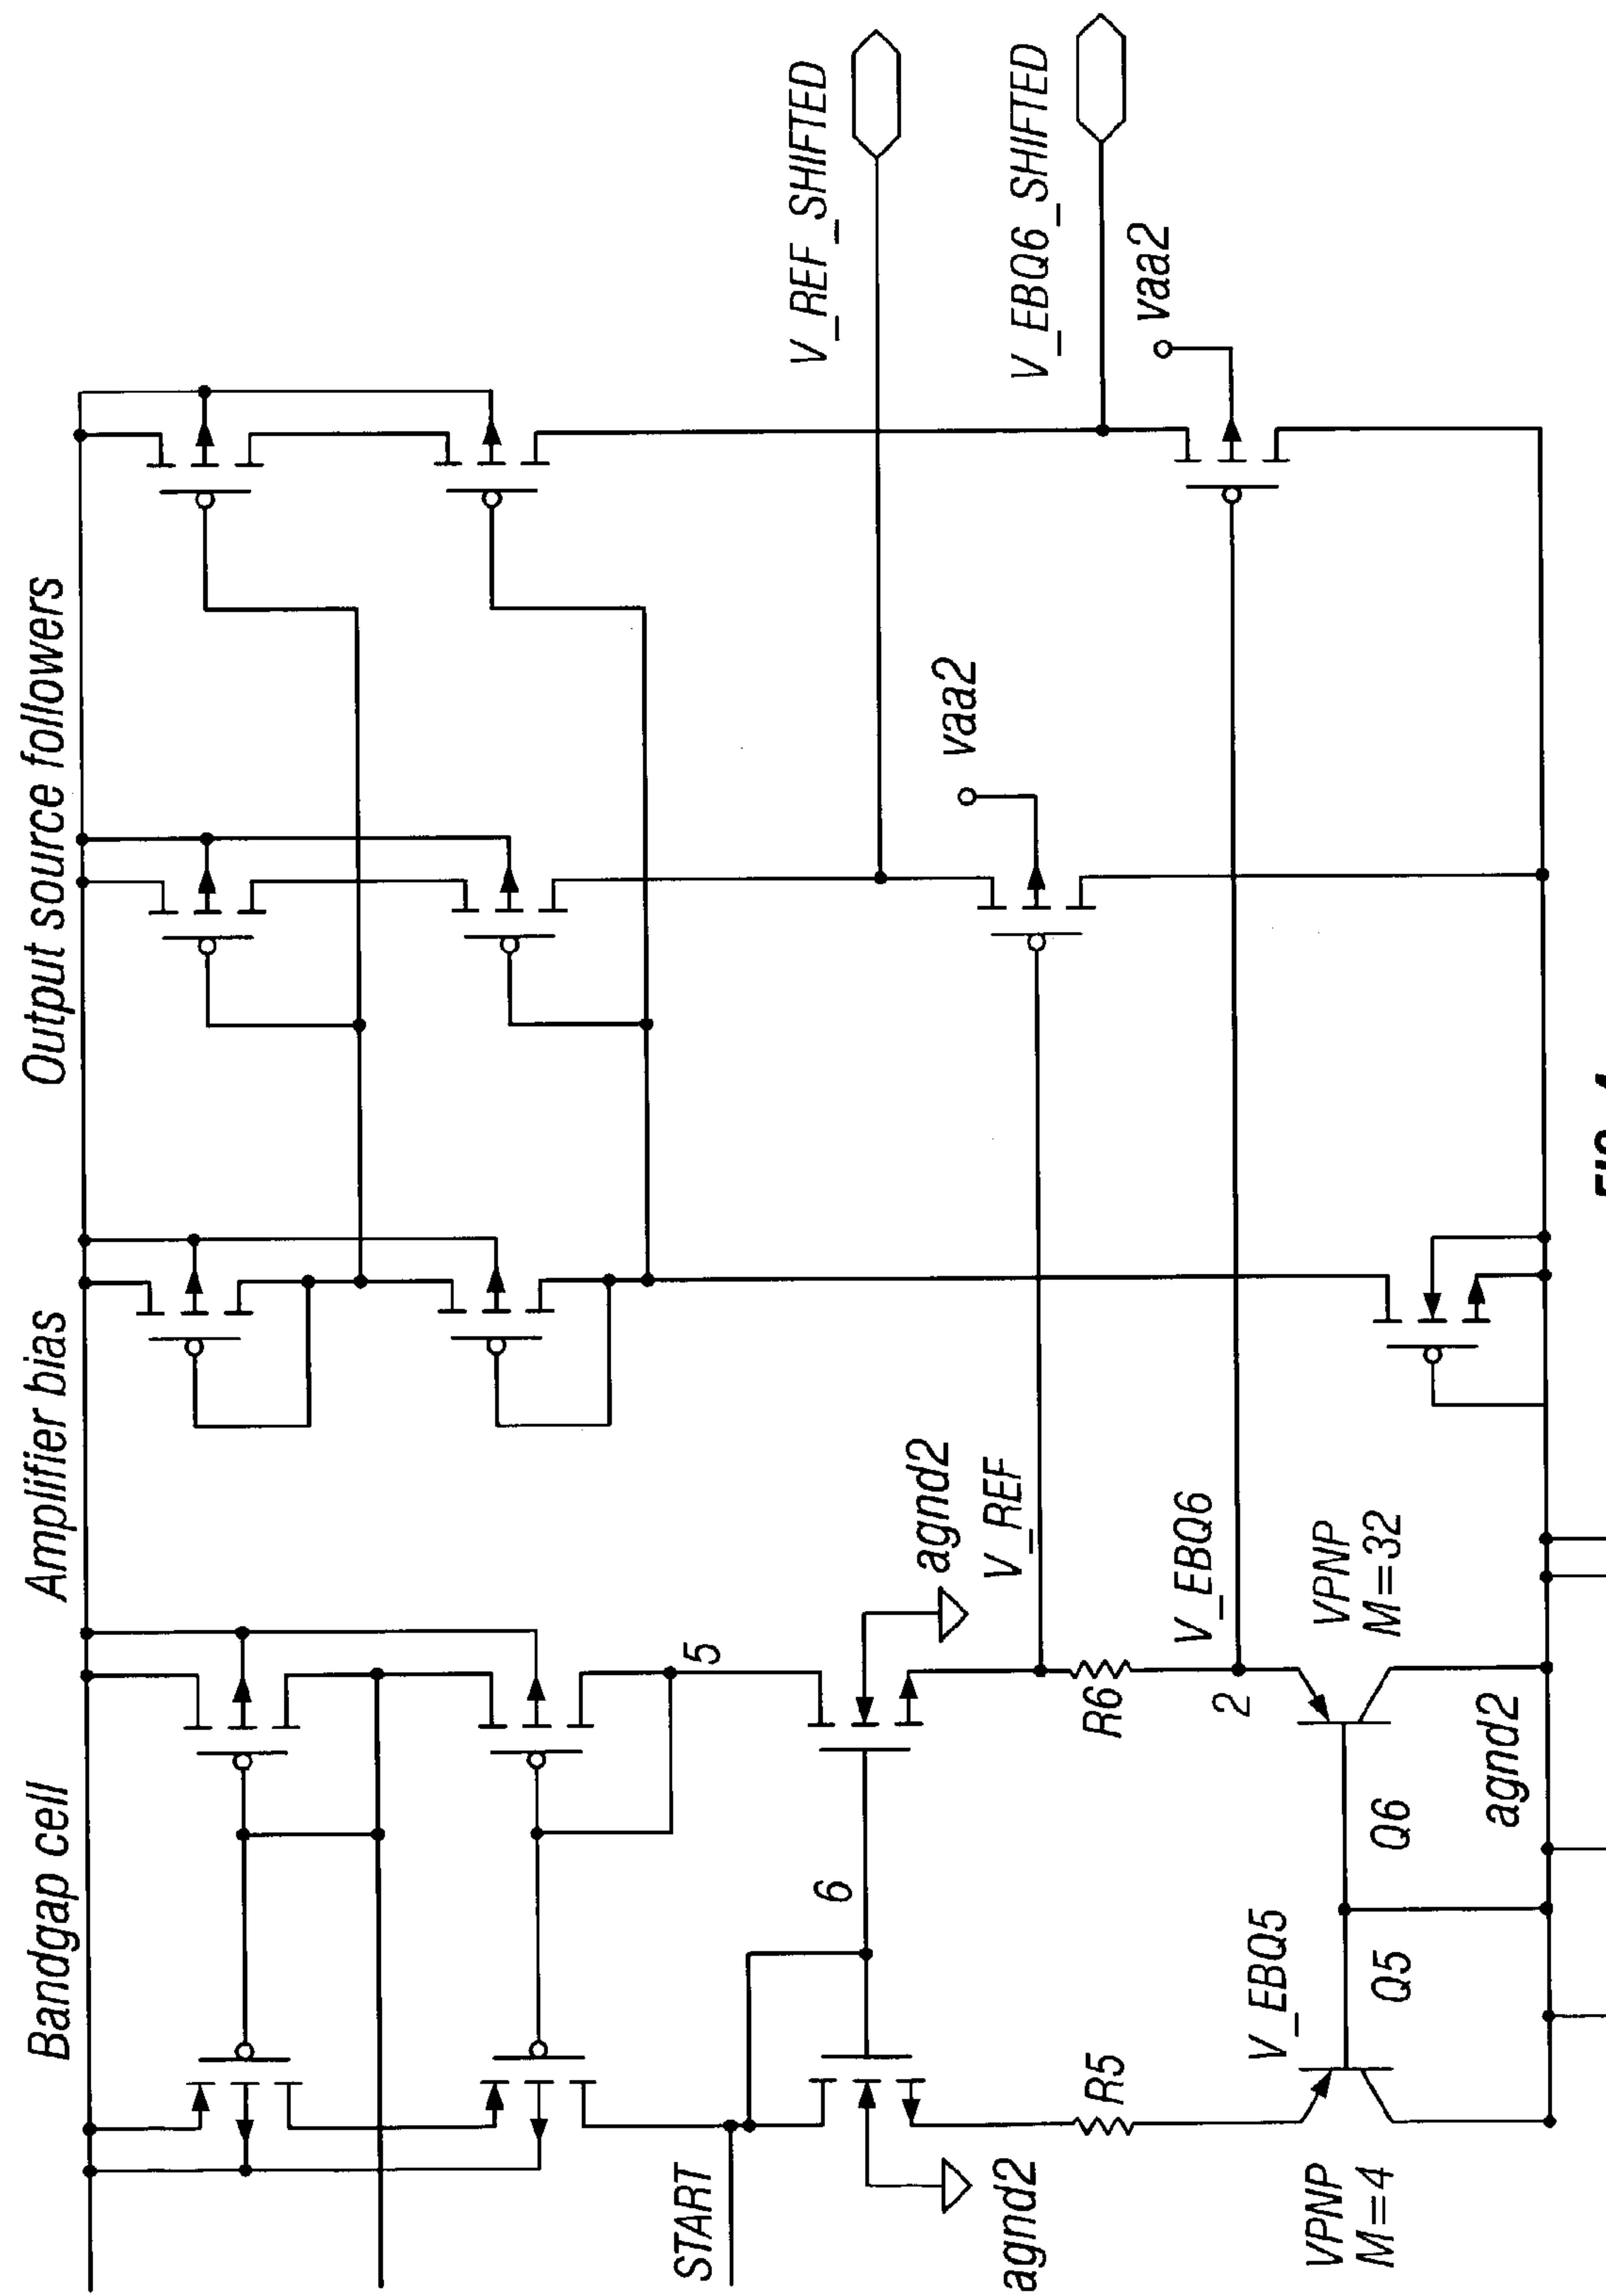 Bandgap cell
Amplifier bias
Output source followers
START
5
6
agnd2
agnd2
V_REF
R5
R6
V_EBQ5
V_EBQ6
2
VPNP
M=4
Q5
Q6
VPNP
M=32
agnd2
vaa2
vaa2
V_REF_SHIFTED
V_EBQ6_SHIFTED